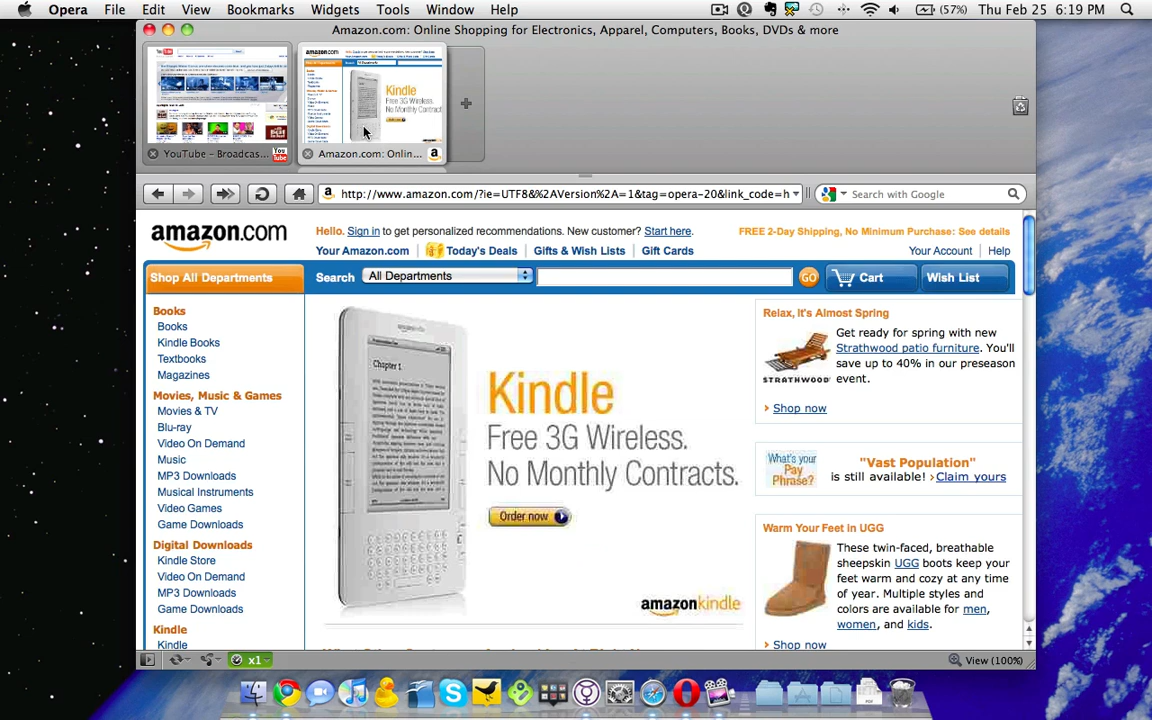 Opera File Edit View Bookmarks Widgets Tools Window Help (57%) Thu Feb 25 6:19 PM
Amazon.com: Online Shopping for Electronics, Apparel, Computers, Books, DVDs & more
Kindle
Free 3G Wireless.
No Monthly Contract
YouTube - Broadcas... You Tube
Amazon.com: Onlin... a
http://www.amazon.com/?ie=UTF8&%2AVersion%2A=1&tag=opera-20&link_code=h
Search with Google
amazon.com
Hello. Sign in to get personalized recommendations. New customer? Start here.
FREE 2-Day Shipping, No Minimum Purchase: See details
Your Amazon.com Today's Deals Gifts & Wish Lists Gift Cards
Your Account Help
Shop All Departments
Search All Departments GO Cart Wish List
Books
Books
Kindle Books
Textbooks
Magazines
Movies, Music & Games
Movies & TV
Blu-ray
Video On Demand
Music
MP3 Downloads
Musical Instruments
Video Games
Game Downloads
Digital Downloads
Kindle Store
Video On Demand
MP3 Downloads
Game Downloads
Kindle
Kindle
Chapter 1
Kindle
Free 3G Wireless.
No Monthly Contracts.
Order now
amazonkindle
Relax, It's Almost Spring
Get ready for spring with new
Strathwood patio furniture. You'll
save up to 40% in our preseason
event.
STRATHWOOD
Shop now
What's your
Pay
Phrase?
"Vast Population"
is still available! Claim yours
Warm Your Feet in UGG
These twin-faced, breathable
sheepskin UGG boots keep your
feet warm and cozy at any time
of year. Multiple styles and
colors are available for men,
women, and kids.
Shop now
x1
View (100%)